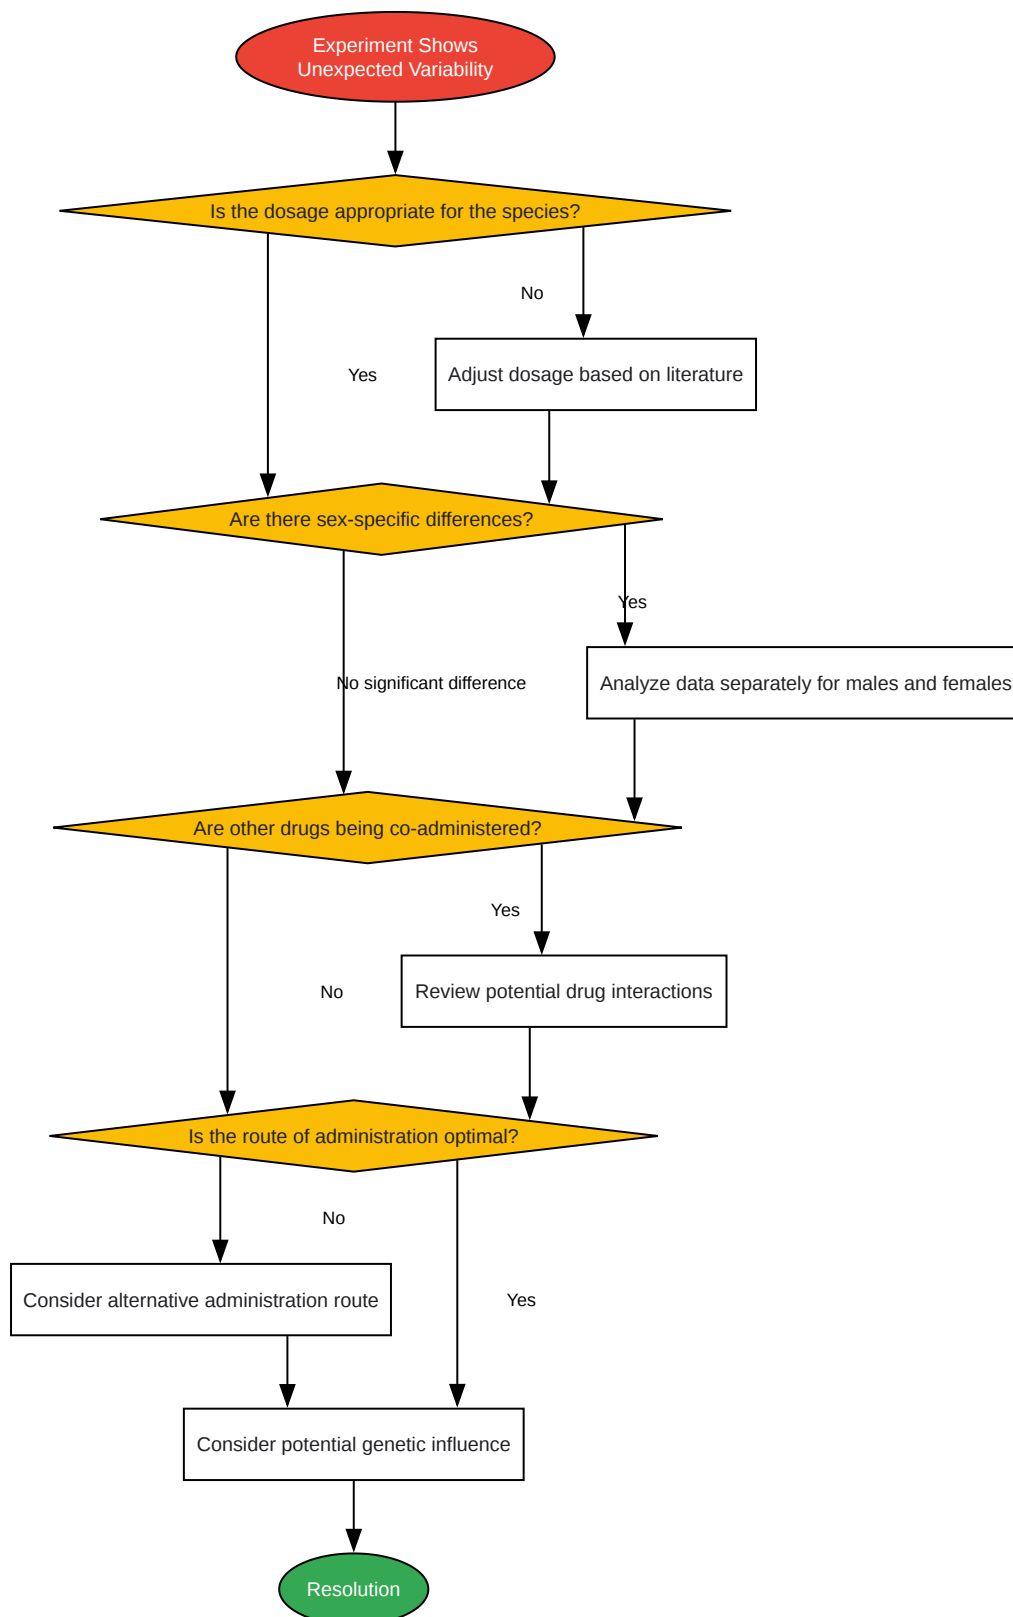 Experiment Shows
Unexpected Variability
Is the dosage appropriate for the species?
No
Yes
Adjust dosage based on literature
Are there sex-specific differences?
Yes
No significant difference
Analyze data separately for males and females
Are other drugs being co-administered?
Yes
No
Review potential drug interactions
Is the route of administration optimal?
No
Consider alternative administration route
Yes
Consider potential genetic influence
Resolution